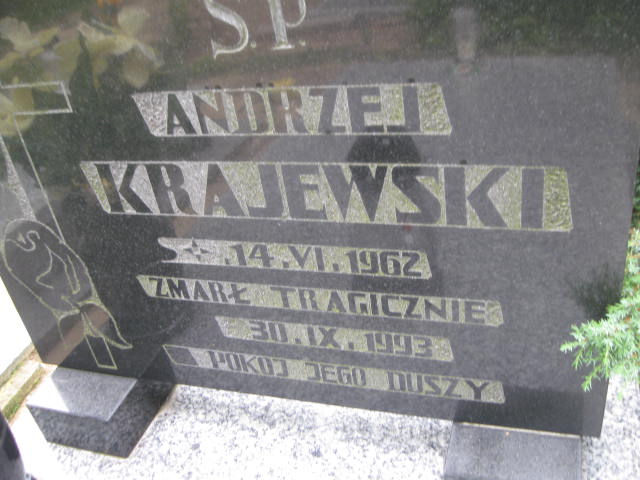 S.P.
ANDRZEJ
KRAJEWSKI
14.VI.1962
ZMARŁ TRAGICZNIE
30.IX.1993
POKÓJ JEGO DUSZY